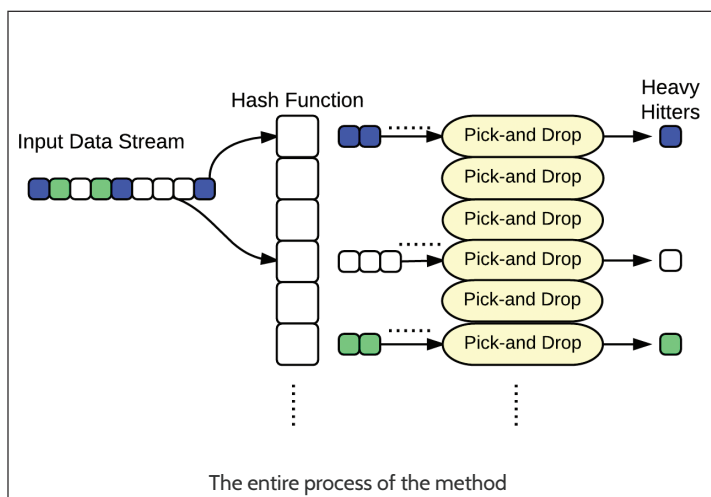 Heavy
Hitters
Hash Function
Input Data Stream
Pick-and Drop
Pick-and Drop
Pick-and Drop
Pick-and Drop
Pick-and Drop
Pick-and Drop
The entire process of the method